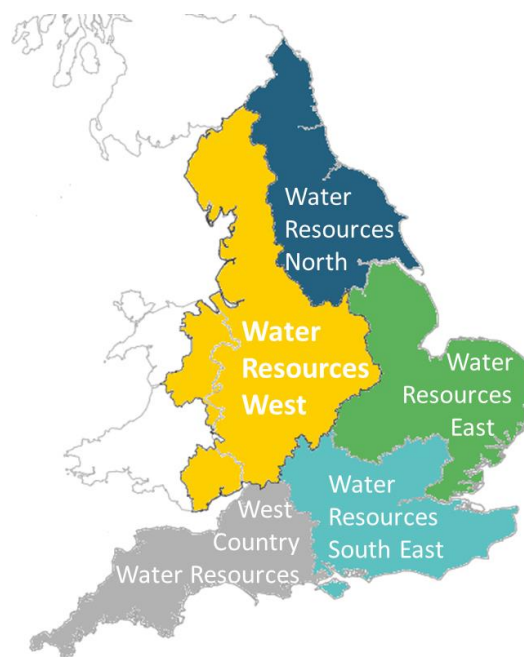 Water
Resources
North
Water
Resources
West
Water
Resources
East
Water
Resources
South East
West
Country
Water Resources